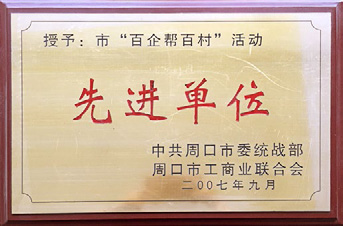 授予：市“百企帮百村”活动
先进单位
中共周口市委统战部
周口市工商业联合会
二00七年九月